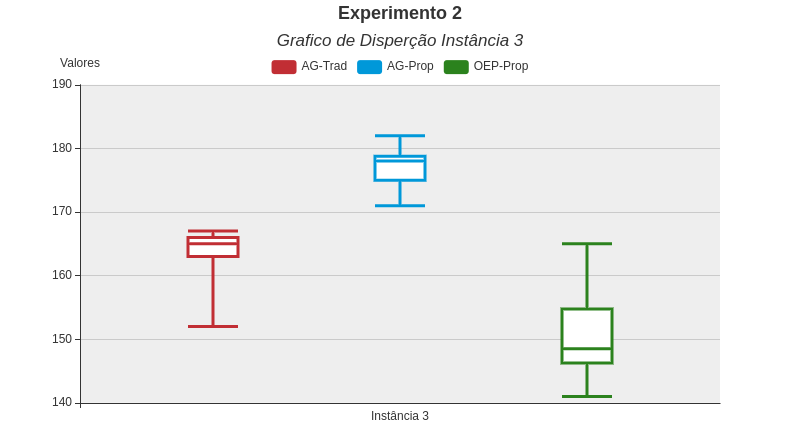 Experimento 2
Grafico de Disperção Instância 3
Valores
AG-Trad AG-Prop OEP-Prop
190
180
170
160
150
140
Instância 3